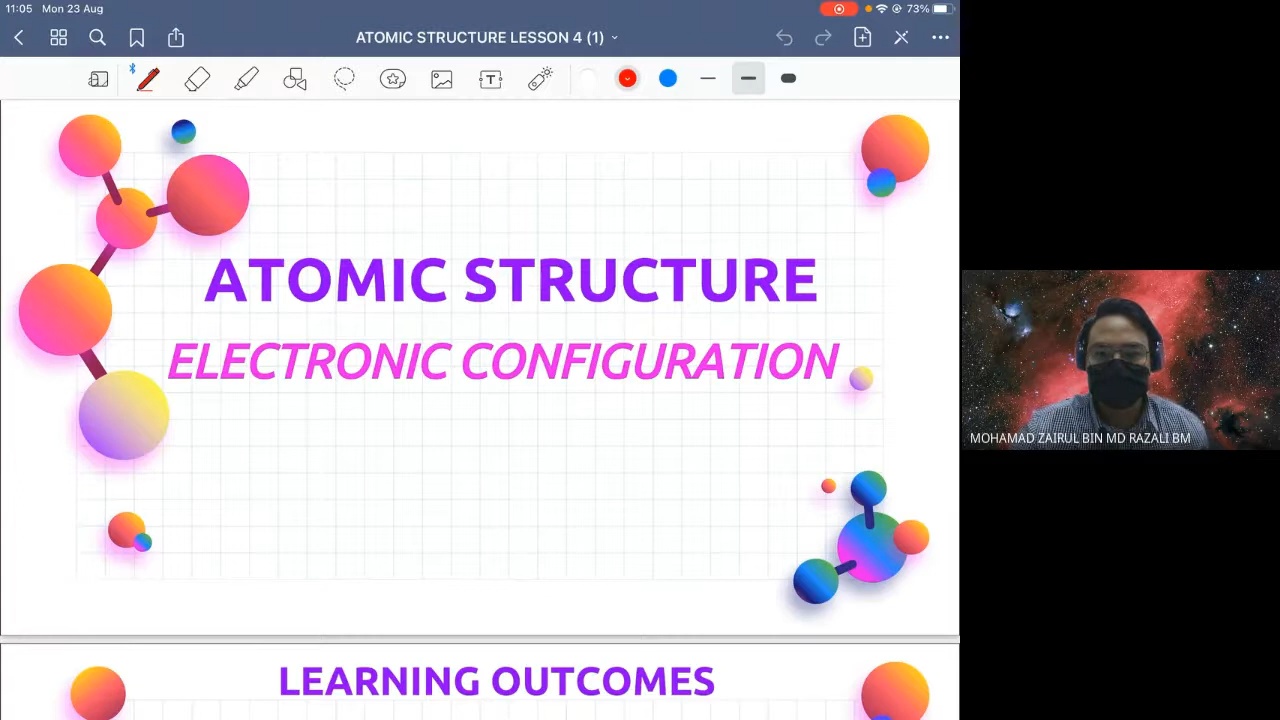 11:05 Mon 23 Aug
73%
ATOMIC STRUCTURE LESSON 4 (1)
T
ATOMIC STRUCTURE
ELECTRONIC CONFIGURATION
MOHAMAD ZAIRUL BIN MD RAZALI BM
LEARNING OUTCOMES